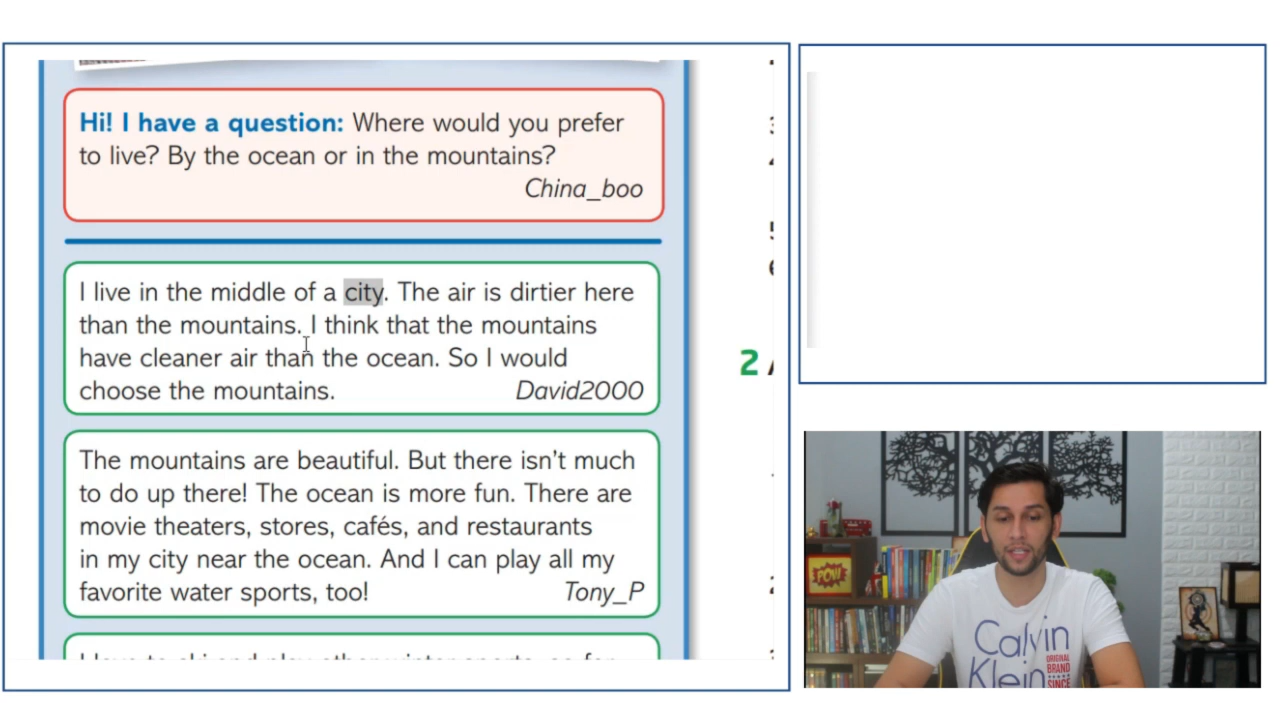 Hi! I have a question: Where would you prefer
to live? By the ocean or in the mountains?
China_boo
I live in the middle of a city. The air is dirtier here
than the mountains. I think that the mountains
have cleaner air than the ocean. So I would
choose the mountains. David2000
The mountains are beautiful. But there isn't much
to do up there! The ocean is more fun. There are
movie theaters, stores, cafés, and restaurants
in my city near the ocean. And I can play all my
favorite water sports, too! Tony_P
2
POW
Calvin
Klein
ORIGINAL
BRAND
SINCE